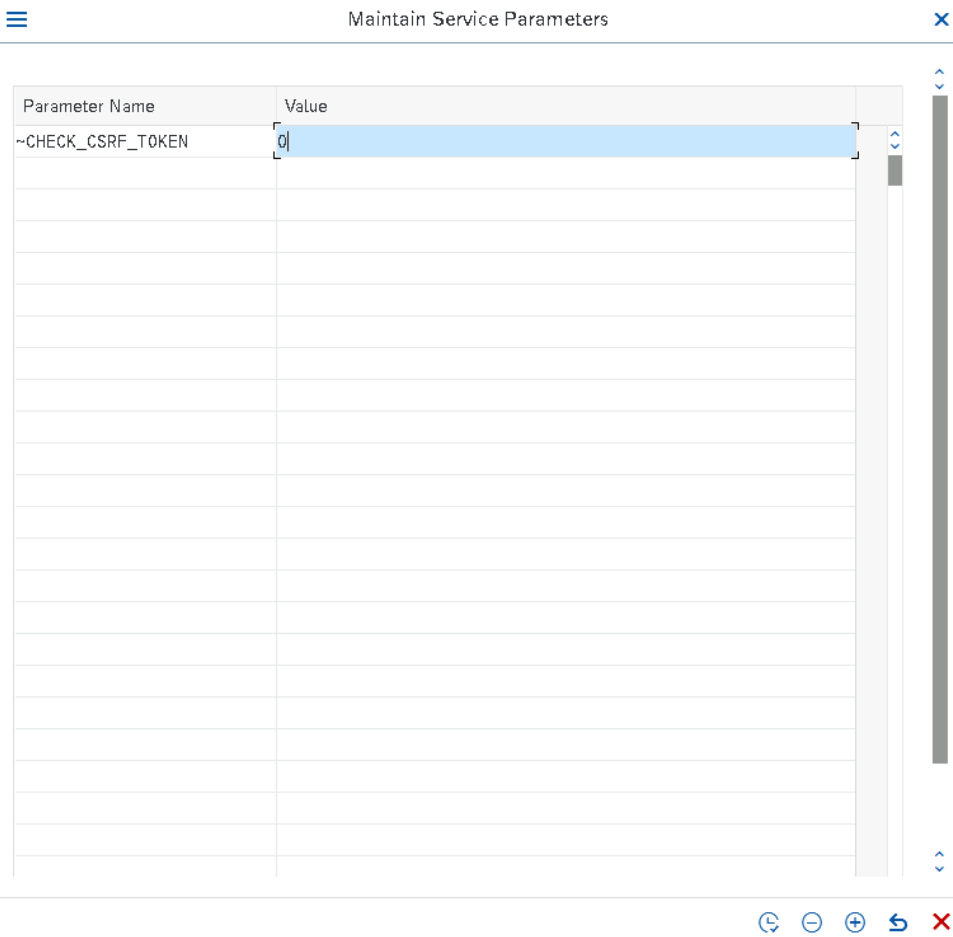 Maintain Service Parameters
Parameter Name Value
~CHECK_CSRF_TOKEN 0